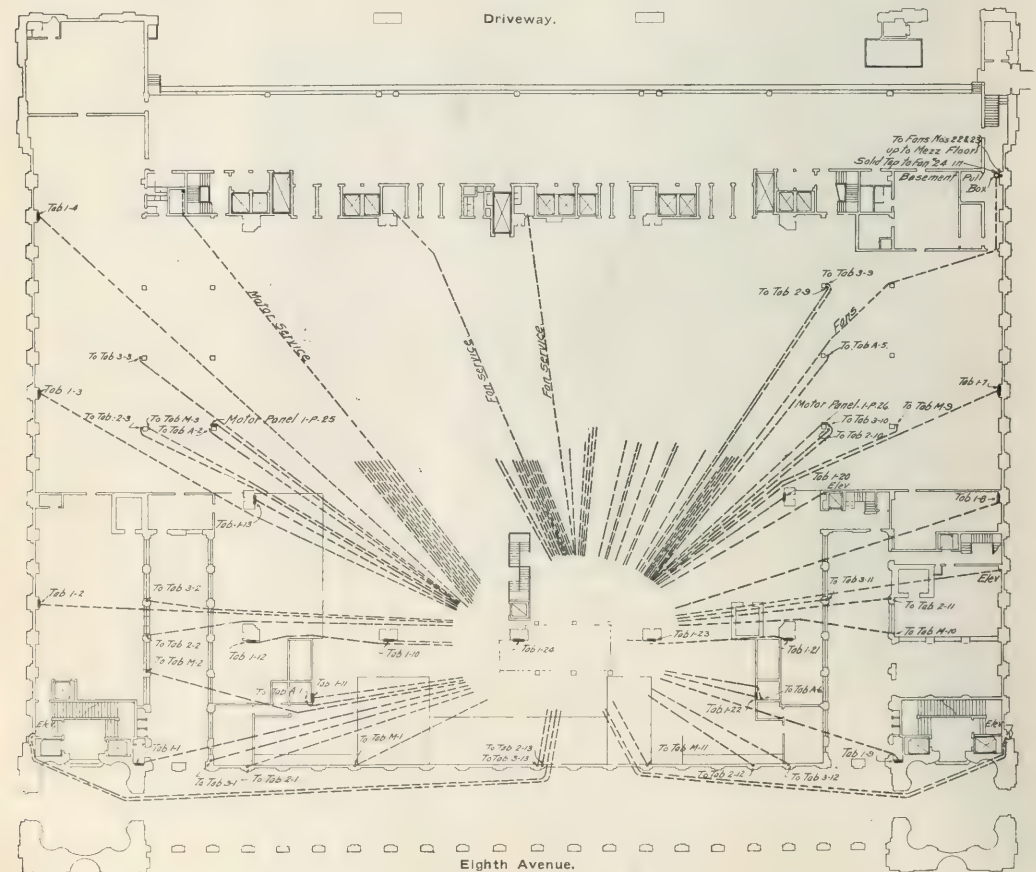 Driveway.
To Fans Nos 22&23
up to Mezz Floor
Solid Tap to Fan #24 in
Basement Pull
Box
Tab 1-4
Motor Service
Fan Service
Fan Service
Fans
To Tab 3-9
To Tab 2-9
To Tab A-5
To Tab 3-3
Tab 1-3
To Tab 2-3
To Tab M-3
To Tab A-2
Motor Panel 1-P.25
Tab 1-7
Motor Panel 1-P-26
To Tab M-9
To Tab 3-10
To Tab 2-10
Tab 1-20
Elev
Tab 1-8
Tab 1-13
Tab 1-2
To Tab 3-2
To Tab 3-11
Elev
To Tab 2-11
To Tab 2-2
To Tab M-2
Tab 1-12
Tab 1-10
Tab 1-24
Tab 1-23
Tab 1-21
To Tab M-10
To Tab A-1
Tab 1-11
To Tab A-6
Tab 1-22
Elev
Elev
Tab 1-1
To Tab 3-1
To Tab 2-1
To Tab M-1
To Tab 2-13
To Tab 3-13
To Tab M-11
To Tab 2-12
To Tab 3-12
Tab 1-9
Eighth Avenue.